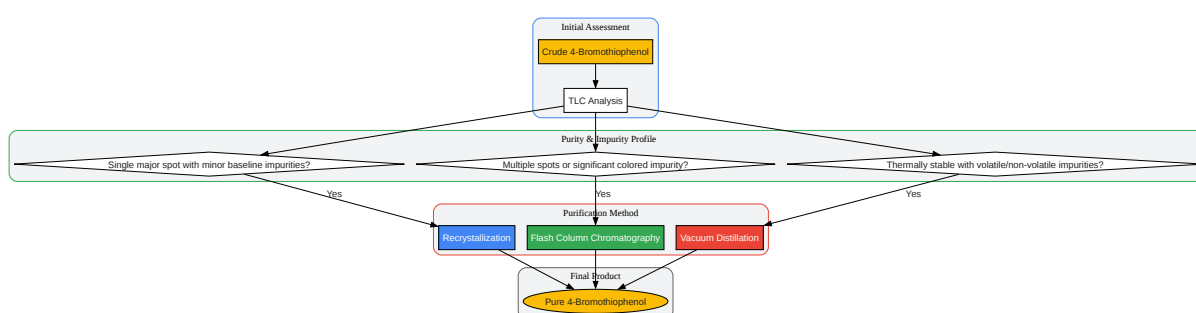 Initial Assessment
Crude 4-Bromothiophenol
TLC Analysis
Purity & Impurity Profile
Single major spot with minor baseline impurities?
Multiple spots or significant colored impurity?
Thermally stable with volatile/non-volatile impurities?
Yes
Yes
Yes
Purification Method
Recrystallization
Flash Column Chromatography
Vacuum Distillation
Final Product
Pure 4-Bromothiophenol